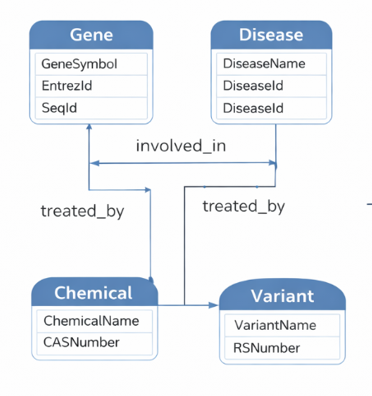 Gene
GeneSymbol
EntrezId
SeqId
Disease
DiseaseName
DiseaseId
DiseaseId
involved_in
treated_by
treated_by
Chemical
ChemicalName
CASNumber
Variant
VariantName
RSNumber